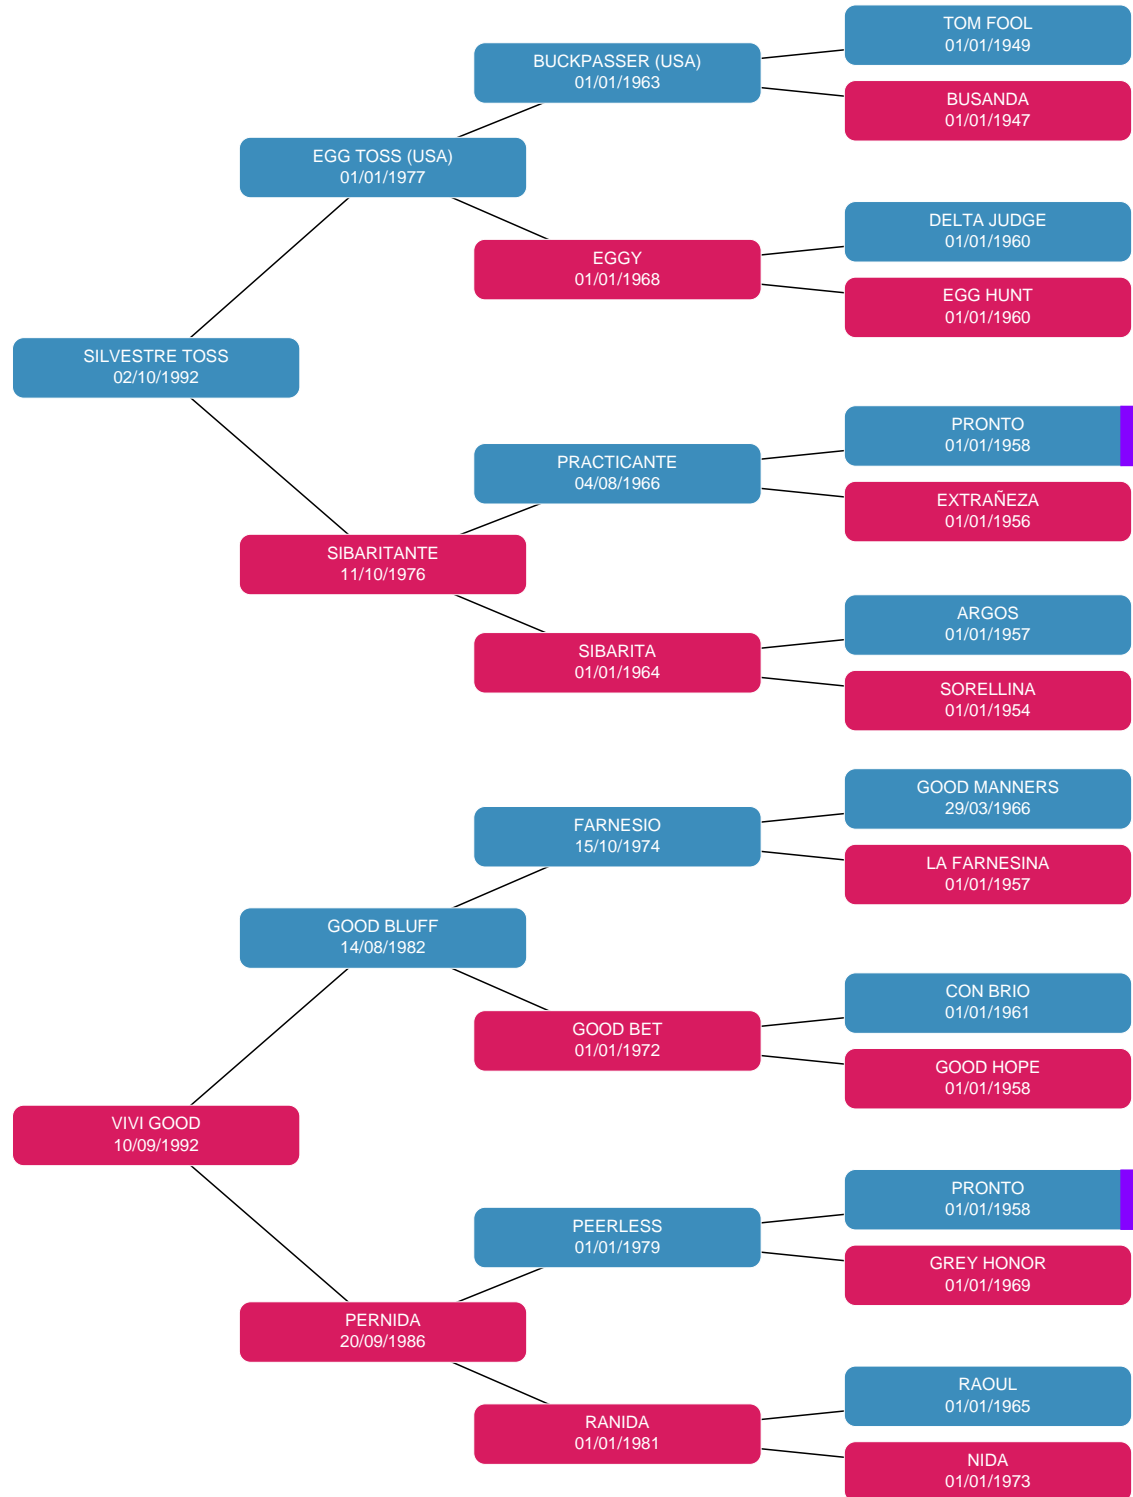 TOM FOOL
01/01/1949
BUCKPASSER (USA)
01/01/1963
BUSANDA
01/01/1947
EGG TOSS (USA)
01/01/1977
DELTA JUDGE
01/01/1960
EGGY
01/01/1968
EGG HUNT
01/01/1960
SILVESTRE TOSS
02/10/1992
PRONTO
01/01/1958
PRACTICANTE
04/08/1966
EXTRAÑEZA
01/01/1956
SIBARITANTE
11/10/1976
ARGOS
01/01/1957
SIBARITA
01/01/1964
SORELLINA
01/01/1954
GOOD MANNERS
29/03/1966
FARNESIO
15/10/1974
LA FARNESINA
01/01/1957
GOOD BLUFF
14/08/1982
CON BRIO
01/01/1961
GOOD BET
01/01/1972
GOOD HOPE
01/01/1958
VIVI GOOD
10/09/1992
PRONTO
01/01/1958
PEERLESS
01/01/1979
GREY HONOR
01/01/1969
PERNIDA
20/09/1986
RAOUL
01/01/1965
RANIDA
01/01/1981
NIDA
01/01/1973